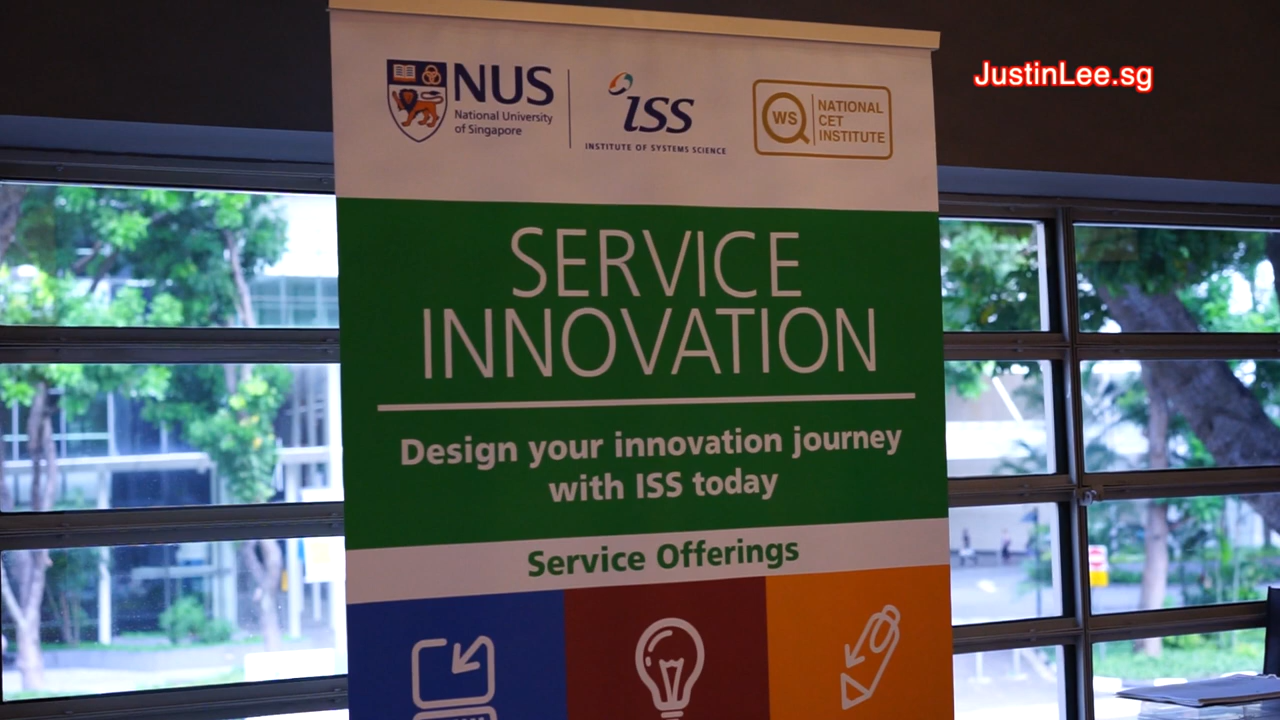 JustinLee.sg
NUS
National University
of Singapore
iss
INSTITUTE OF SYSTEMS SCIENCE
WSQ
NATIONAL
CET
INSTITUTE
SERVICE
INNOVATION
Design your innovation journey
with ISS today
Service Offerings